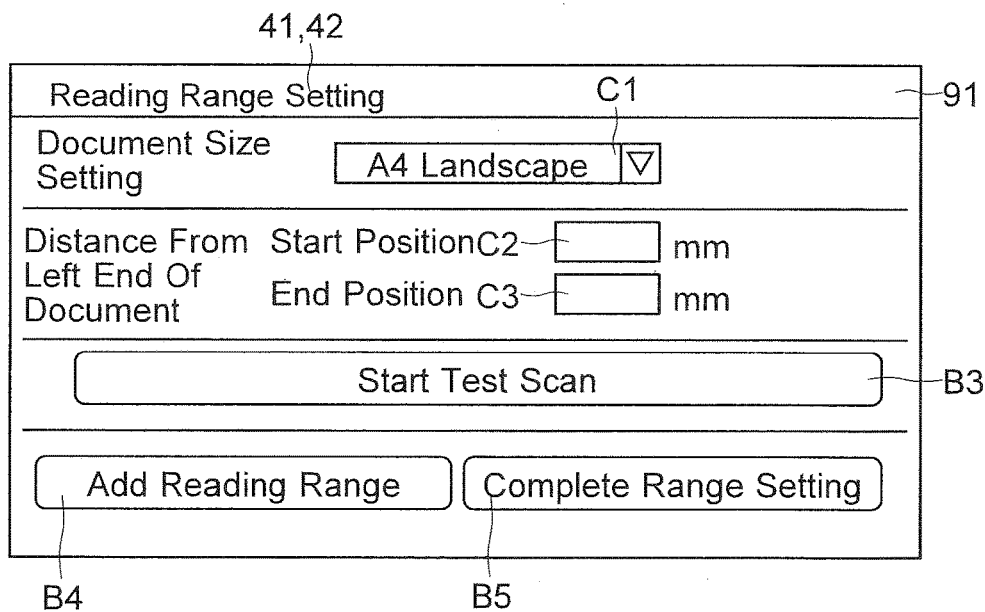 41,42
Reading Range Setting
C1
91
Document Size
Setting
A4 Landscape
Distance From
Left End Of
Document
Start Position C2 mm
End Position C3 mm
Start Test Scan
B3
Add Reading Range
Complete Range Setting
B4
B5